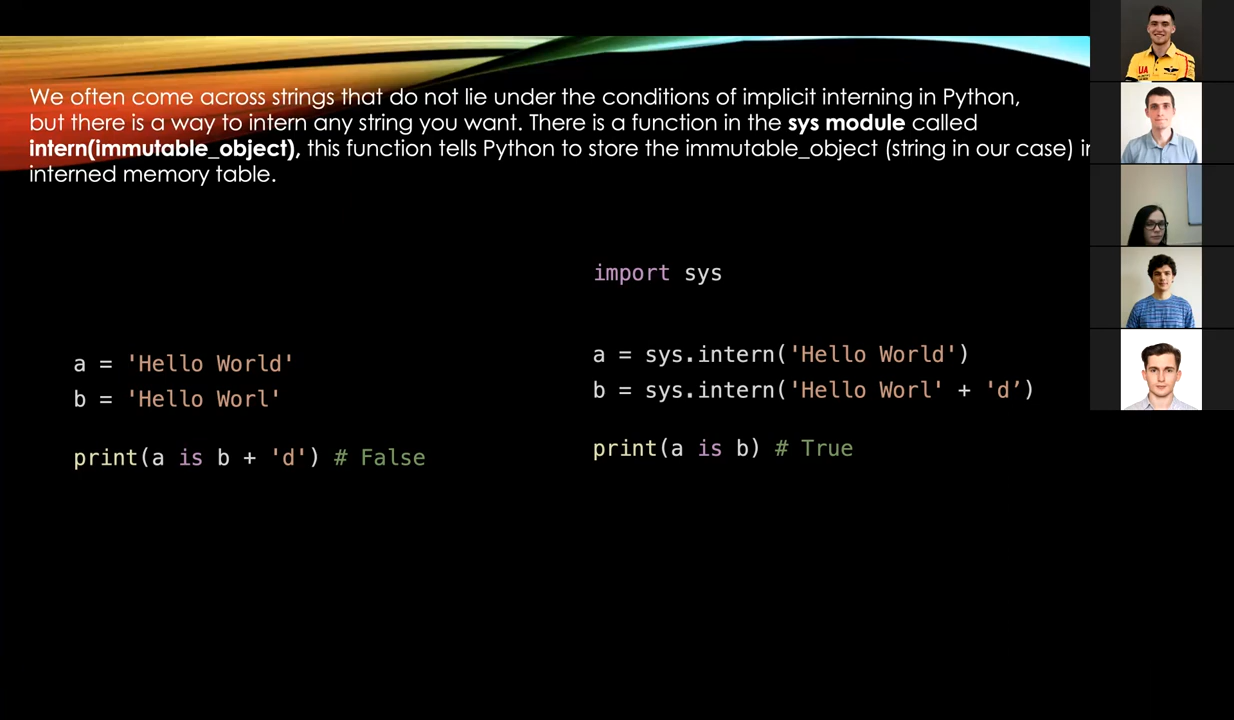 We often come across strings that do not lie under the conditions of implicit interning in Python,
but there is a way to intern any string you want. There is a function in the sys module called
intern(immutable_object), this function tells Python to store the immutable_object (string in our case)
interned memory table.
import sys
a = 'Hello World'
b = 'Hello Worl'
print(a is b + 'd') # False
a = sys.intern('Hello World')
b = sys.intern('Hello Worl' + 'd’)
print(a is b) # True
UA